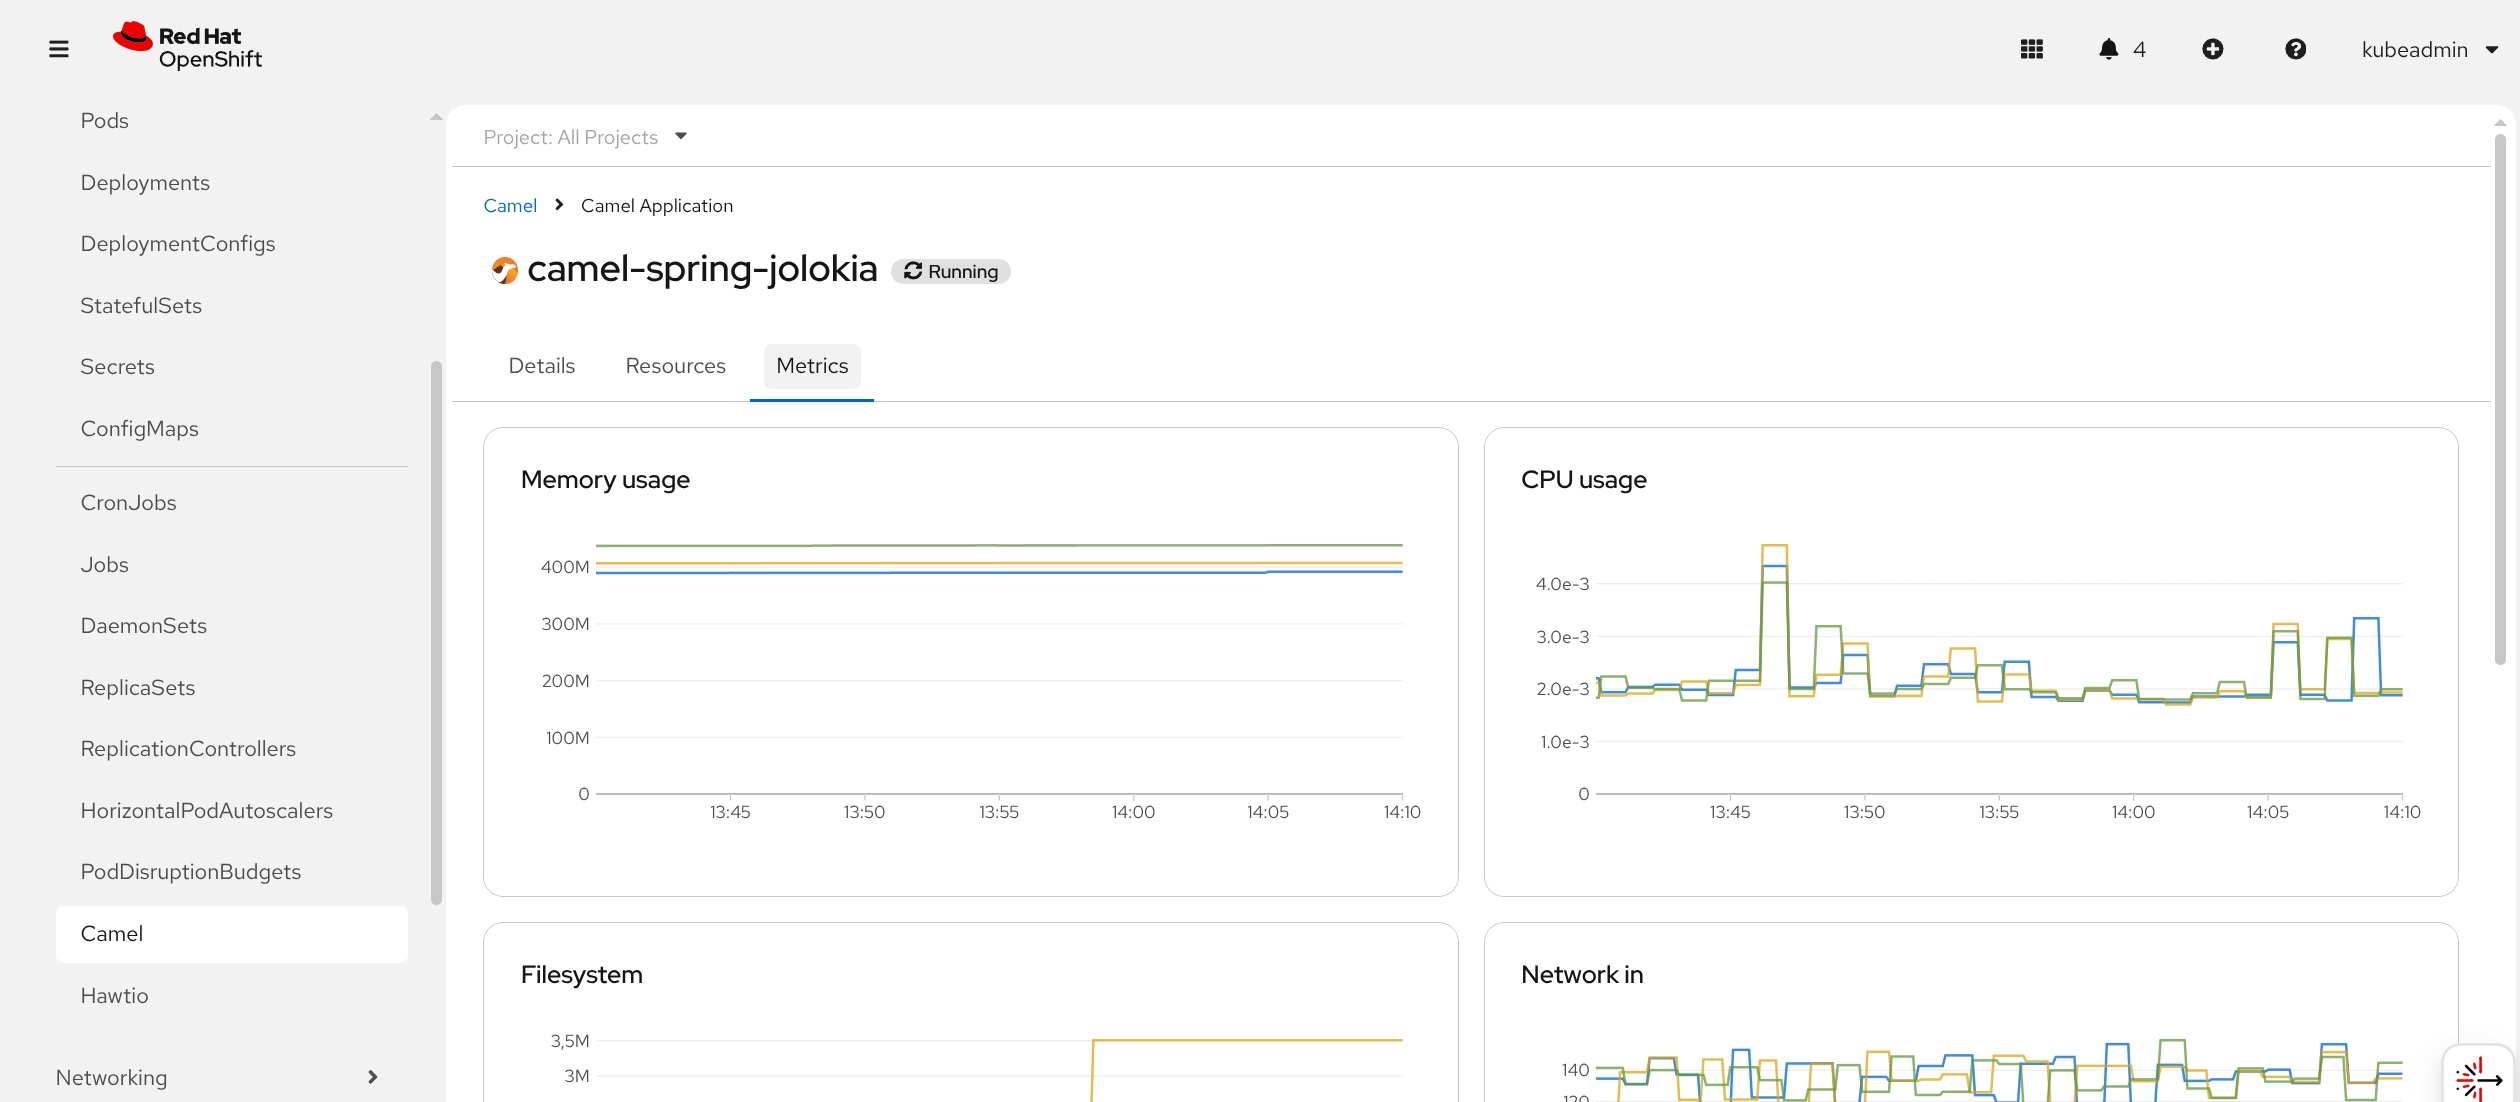 Red Hat
OpenShift
4
kubeadmin
Pods
Deployments
DeploymentConfigs
StatefulSets
Secrets
ConfigMaps
CronJobs
Jobs
DaemonSets
ReplicaSets
ReplicationControllers
HorizontalPodAutoscalers
PodDisruptionBudgets
Camel
Hawtio
Networking
Project: All Projects
Camel
Camel Application
camel-spring-jolokia
Running
Details
Resources
Metrics
Memory usage
400M
300M
200M
100M
0
13:45
13:50
13:55
14:00
14:05
14:10
CPU usage
4.0e-3
3.0e-3
2.0e-3
1.0e-3
0
13:45
13:50
13:55
14:00
14:05
14:10
Filesystem
3,5M
3M
Network in
140
120